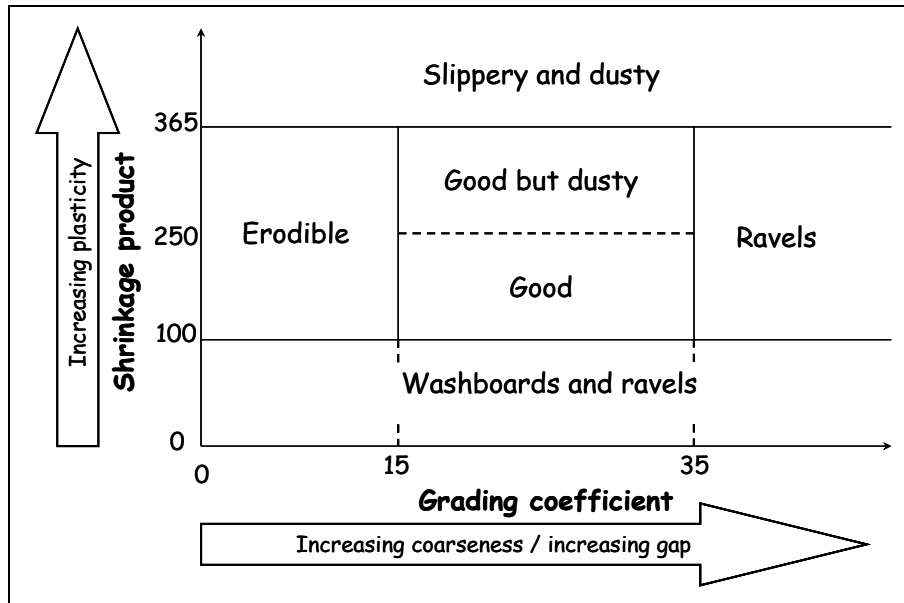 Slippery and dusty
365
Good but dusty
Increasing plasticity
Shrinkage product
250
Erodible
Ravels
Good
100
Washboards and ravels
0
0
15
35
Grading coefficient
Increasing coarseness / increasing gap